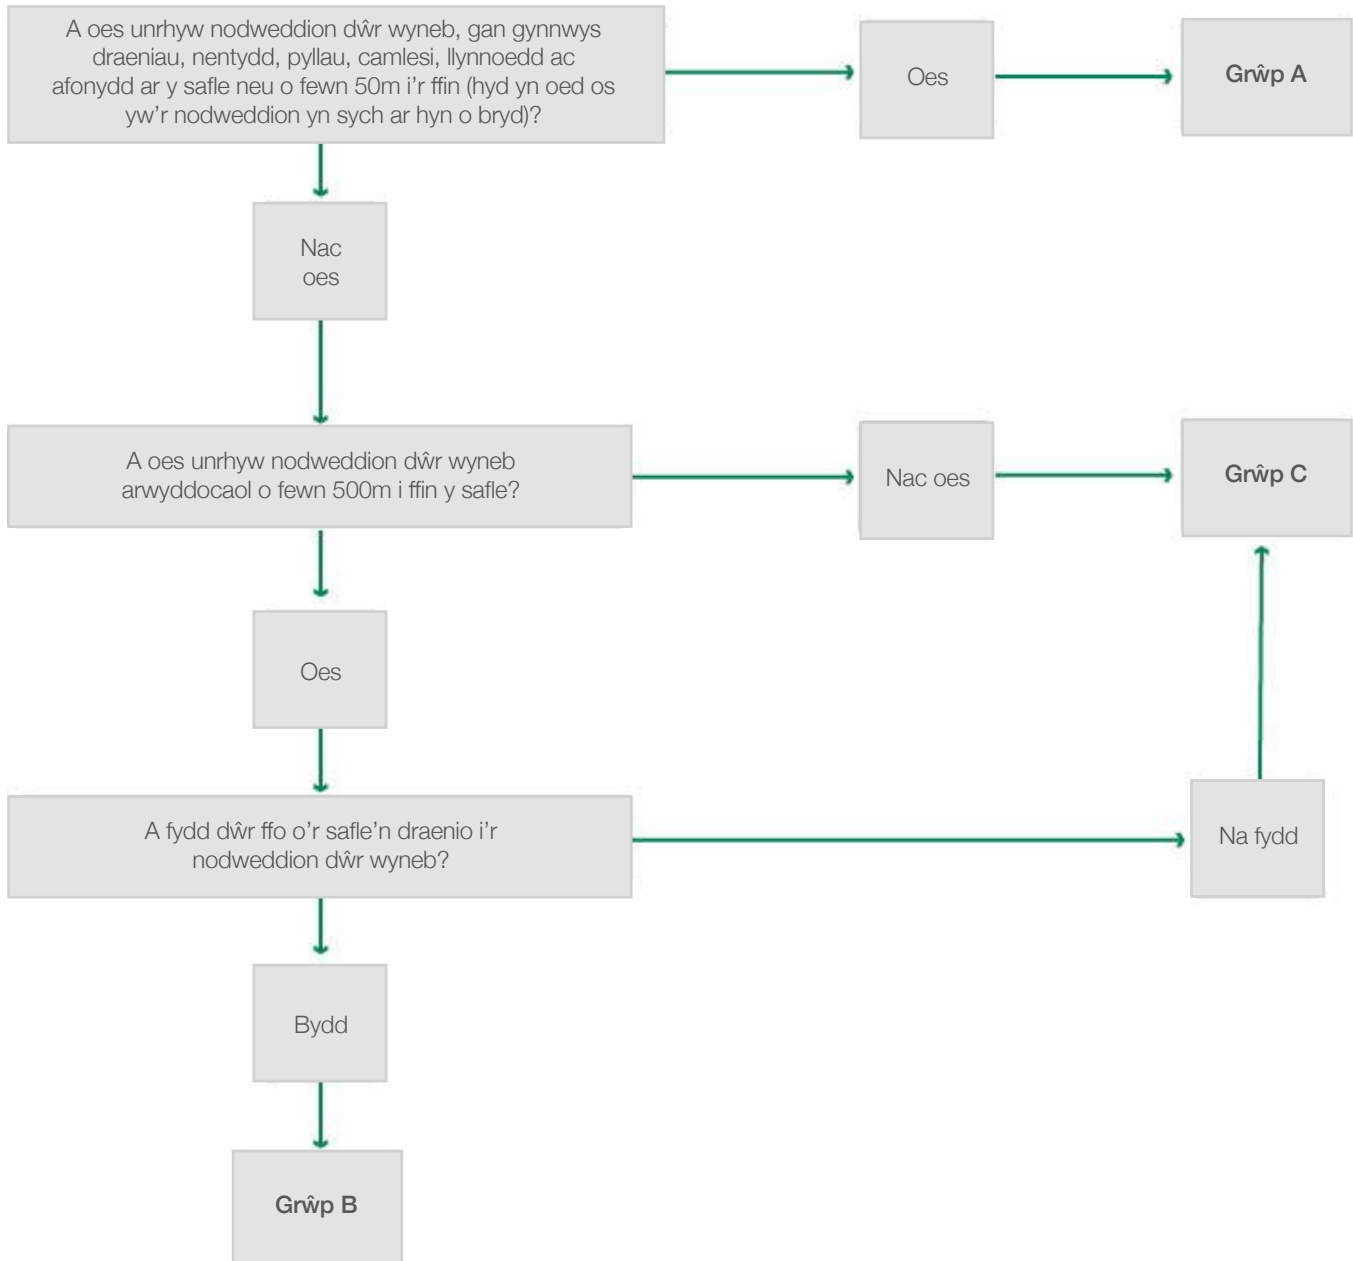 A oes unrhyw nodweddion dŵr wyneb, gan gynnwys
draeniau, nentydd, pyllau, camlesi, llynnoedd ac
afonydd ar y safle neu o fewn 50m i'r ffin (hyd yn oed os
yw'r nodweddion yn sych ar hyn o bryd)?
Oes
Grŵp A
Nac
oes
A oes unrhyw nodweddion dŵr wyneb
arwyddocaol o fewn 500m i ffin y safle?
Nac oes
Grŵp C
Oes
A fydd dŵr ffo o'r safle'n draenio i'r
nodweddion dŵr wyneb?
Na fydd
Bydd
Grŵp B